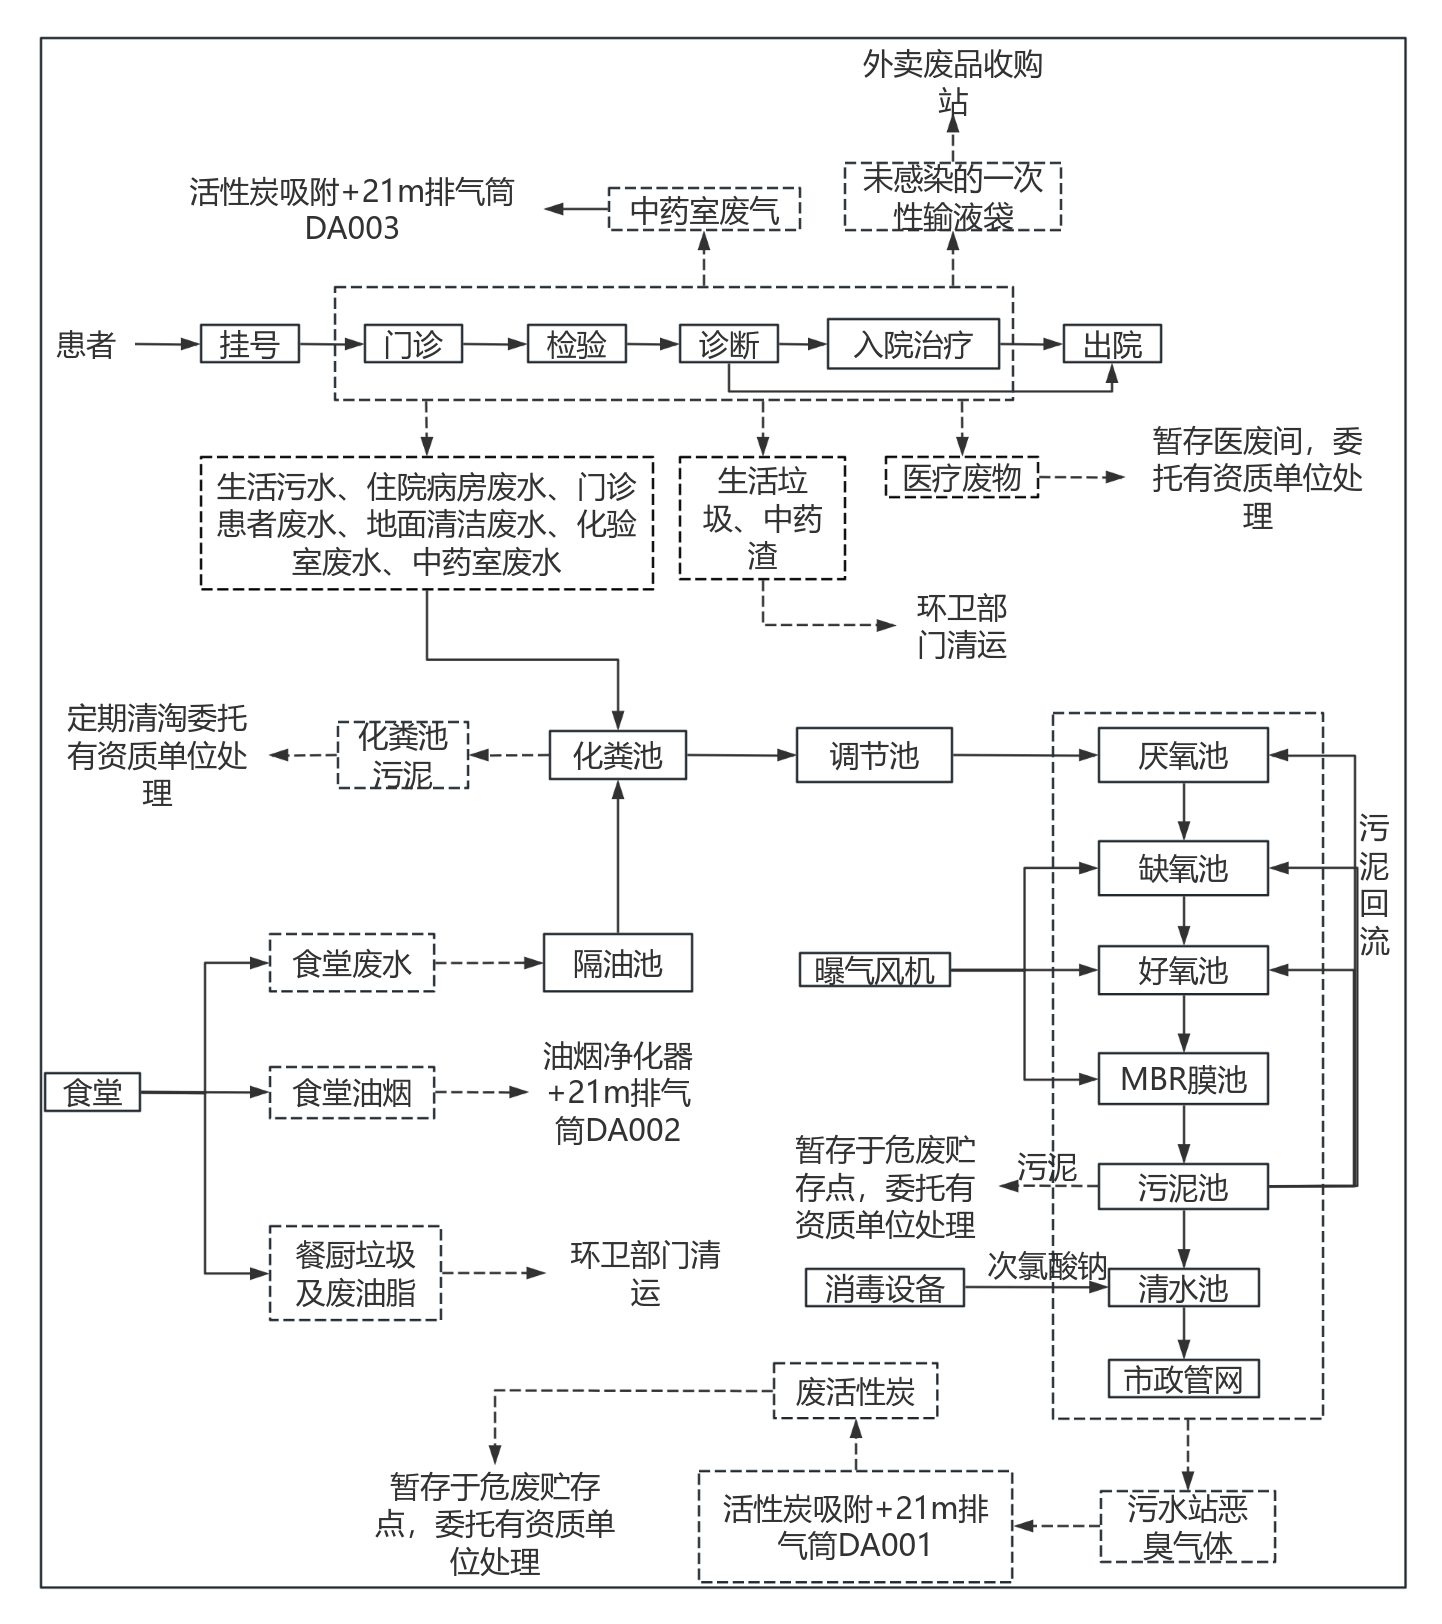 外卖废品收购
站
活性炭吸附+21m排气筒
DA003
中药室废气
未感染的一次
性输液袋
患者
挂号
门诊
检验
诊断
入院治疗
出院
生活污水、住院病房废水、门诊
患者废水、地面清洁废水、化验
室废水、中药室废水
生活垃
圾、中药
渣
医疗废物
暂存医废间，委
托有资质单位处
理
环卫部
门清运
定期清淘委托
有资质单位处
理
化粪池
污泥
化粪池
调节池
厌氧池
污
泥
回
流
缺氧池
食堂废水
隔油池
曝气风机
好氧池
食堂
食堂油烟
油烟净化器
+21m排气
筒DA002
MBR膜池
暂存于危废贮
存点，委托有
资质单位处理
污泥
污泥池
餐厨垃圾
及废油脂
环卫部门清
运
消毒设备
次氯酸钠
清水池
市政管网
废活性炭
暂存于危废贮存
点，委托有资质单
位处理
活性炭吸附+21m排
气筒DA001
污水站恶
臭气体